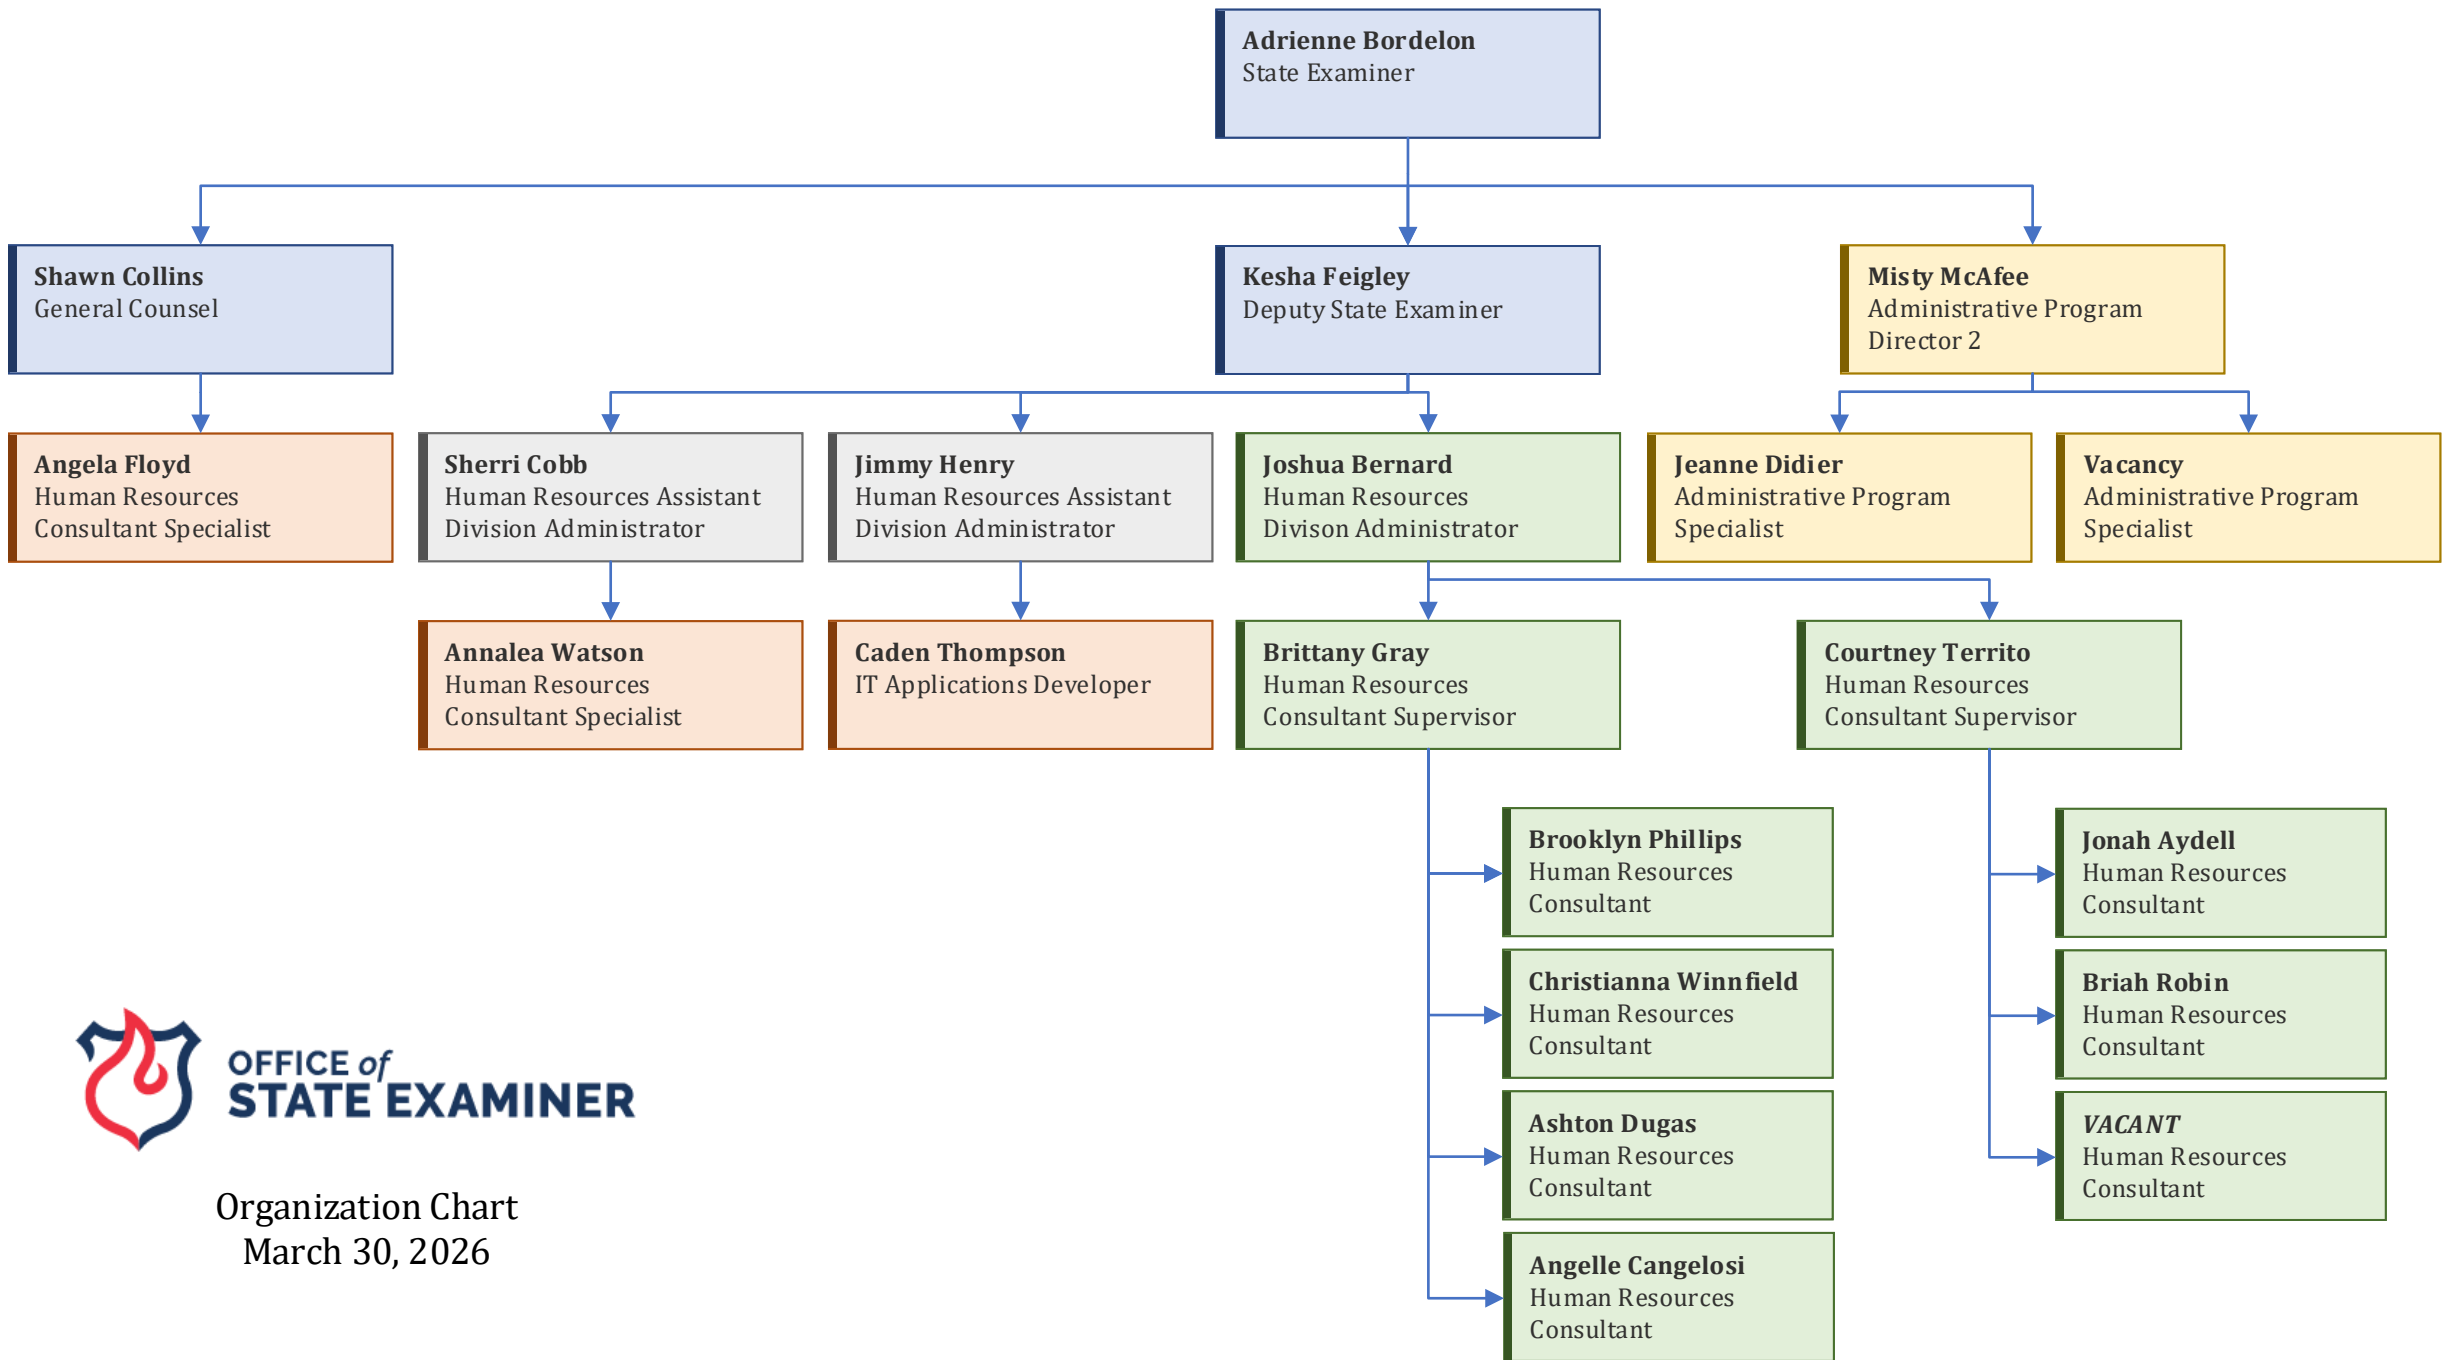 Adrienne Bordelon
State Examiner
Shawn Collins
General Counsel
Kesha Feigley
Deputy State Examiner
Misty McAfee
Administrative Program
Director 2
Angela Floyd
Human Resources
Consultant Specialist
Sherri Cobb
Human Resources Assistant
Division Administrator
Jimmy Henry
Human Resources Assistant
Division Administrator
Joshua Bernard
Human Resources
Divison Administrator
Jeanne Didier
Administrative Program
Specialist
Vacancy
Administrative Program
Specialist
Annalea Watson
Human Resources
Consultant Specialist
Caden Thompson
IT Applications Developer
Brittany Gray
Human Resources
Consultant Supervisor
Courtney Territo
Human Resources
Consultant Supervisor
Brooklyn Phillips
Human Resources
Consultant
Christianna Winnfield
Human Resources
Consultant
Ashton Dugas
Human Resources
Consultant
Angelle Cangelosi
Human Resources
Consultant
Jonah Aydell
Human Resources
Consultant
Briah Robin
Human Resources
Consultant
VACANT
Human Resources
Consultant
OFFICE of
STATE EXAMINER
Organization Chart
March 30, 2026